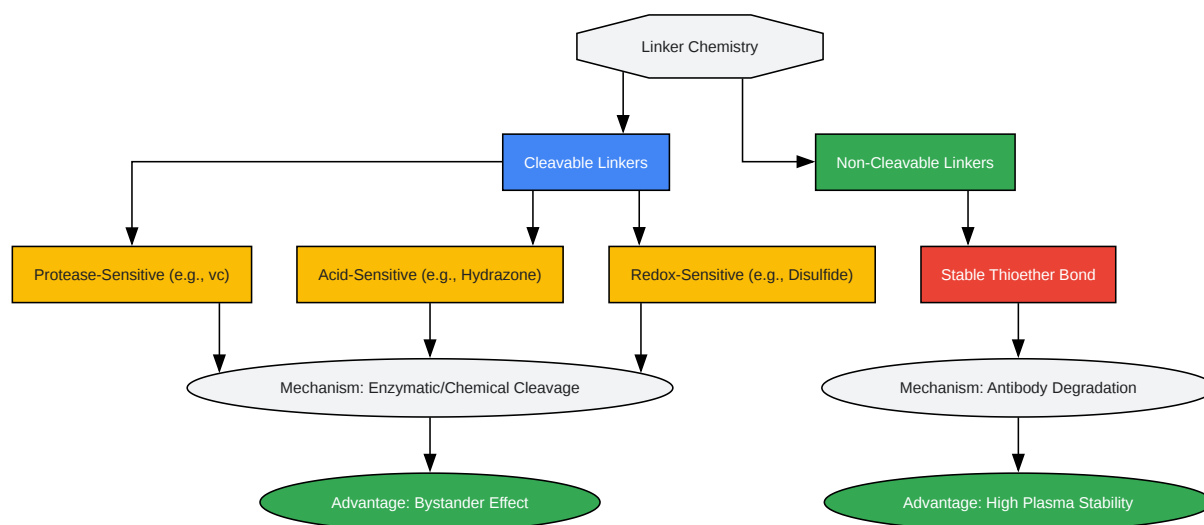 Linker Chemistry
Cleavable Linkers
Non-Cleavable Linkers
Protease-Sensitive (e.g., vc)
Acid-Sensitive (e.g., Hydrazone)
Redox-Sensitive (e.g., Disulfide)
Stable Thioether Bond
Mechanism: Enzymatic/Chemical Cleavage
Mechanism: Antibody Degradation
Advantage: Bystander Effect
Advantage: High Plasma Stability